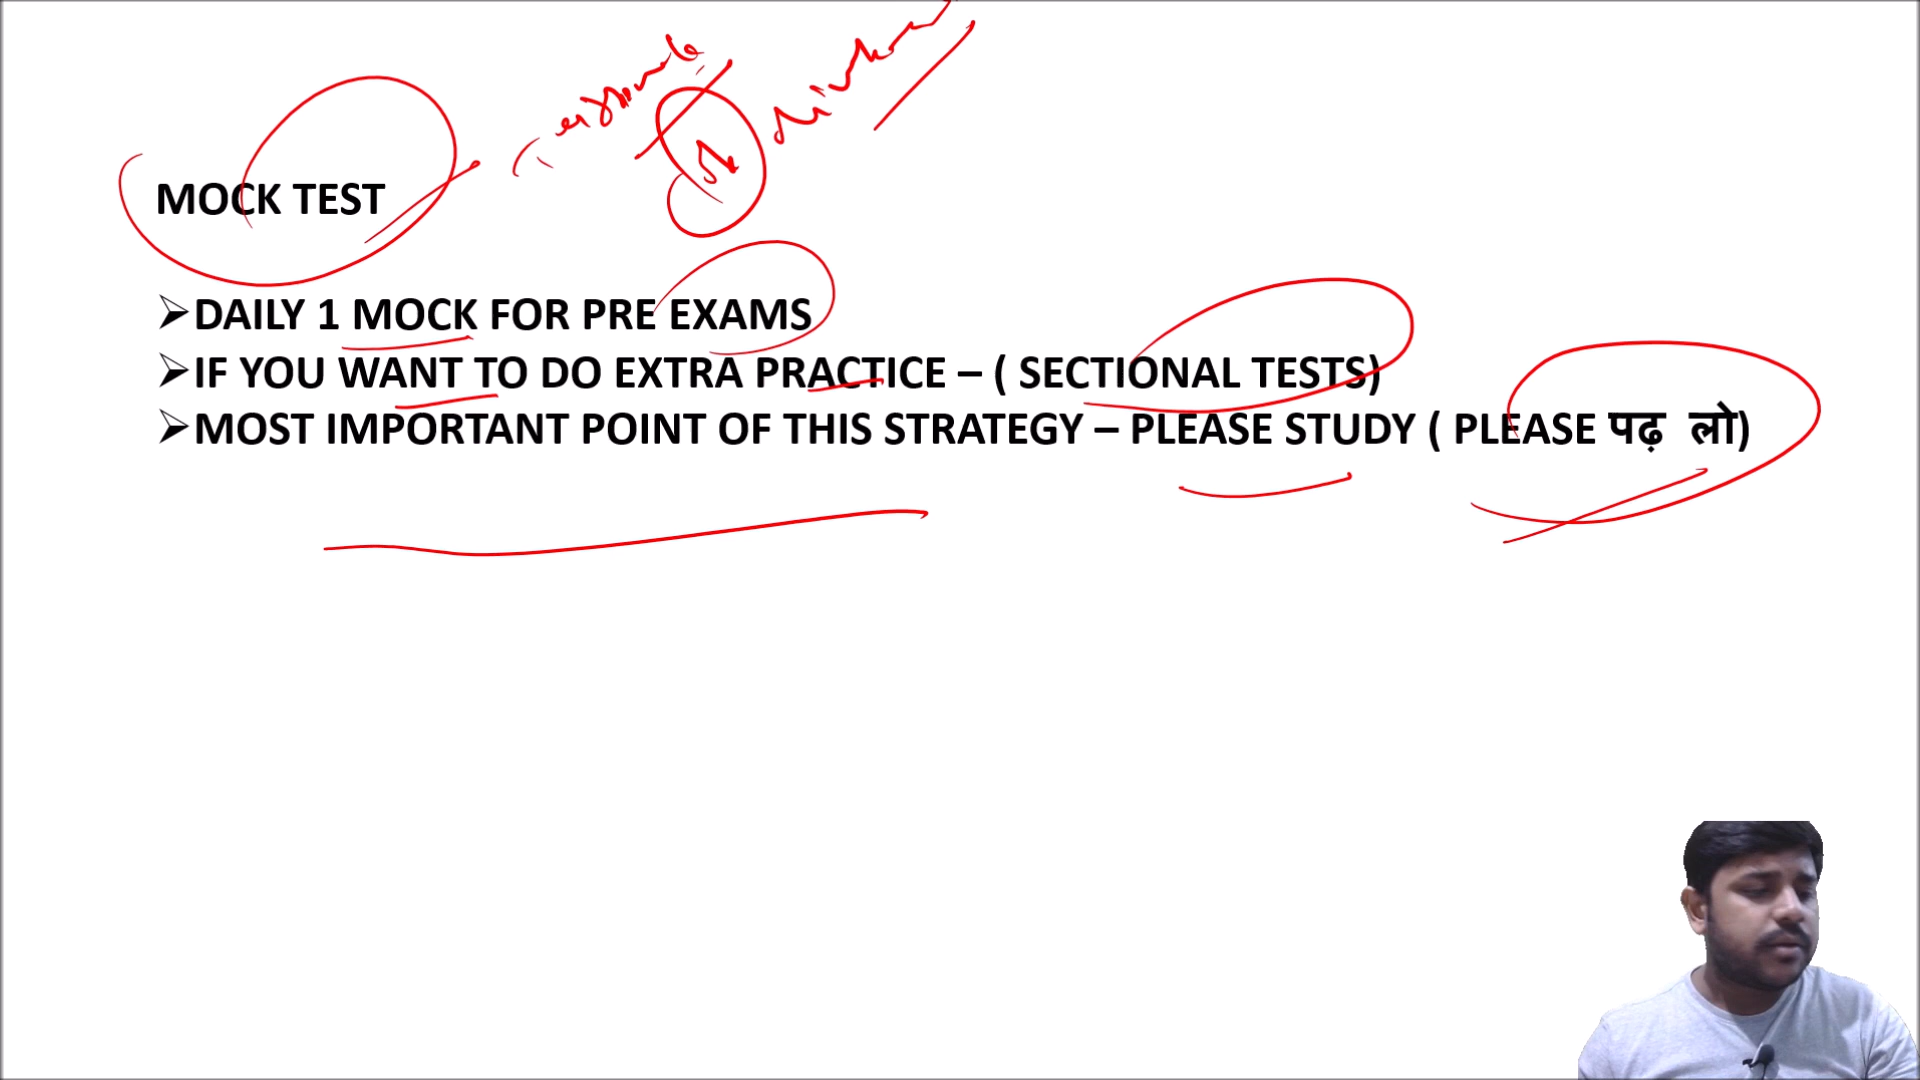 MOCK TEST
➢DAILY 1 MOCK FOR PRE EXAMS
➢IF YOU WANT TO DO EXTRA PRACTICE – ( SECTIONAL TESTS)
➢MOST IMPORTANT POINT OF THIS STRATEGY – PLEASE STUDY ( PLEASE पढ़ लो)